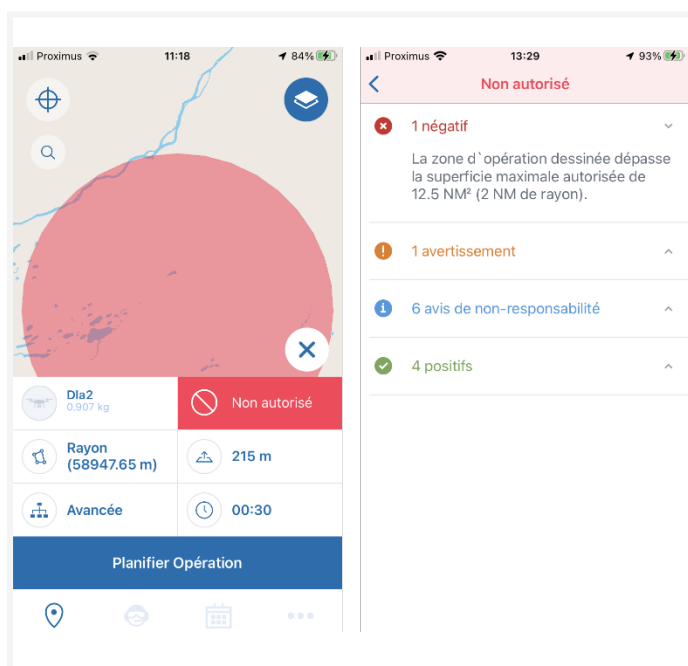 Proximus 11:18 84%
Dla2
0.907 kg
Non autorisé
Rayon
(58947.65 m)
215 m
Avancée
00:30
Planifier Opération
Proximus 13:29 93%
Non autorisé
1 négatif
La zone d`opération dessinée dépasse
la superficie maximale autorisée de
12.5 NM² (2 NM de rayon).
1 avertissement
6 avis de non-responsabilité
4 positifs